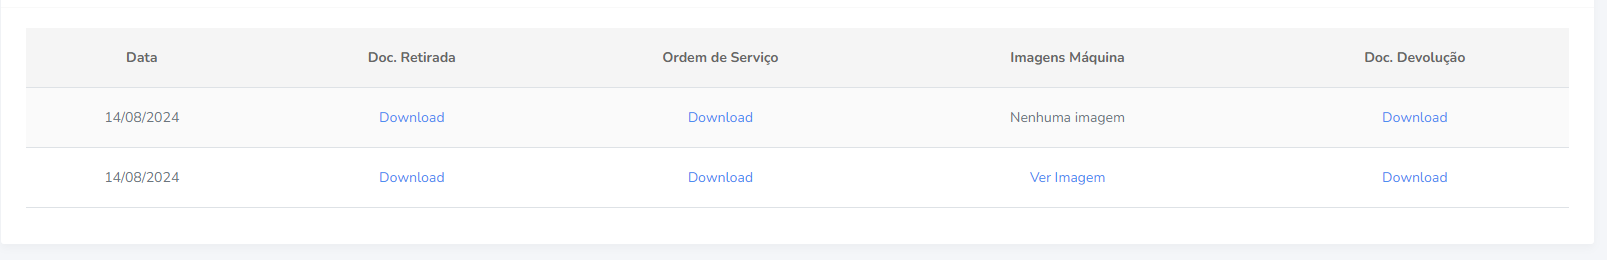 Data Doc. Retirada Ordem de Serviço Imagens Máquina Doc. Devolução
14/08/2024 Download Download Nenhuma imagem Download
14/08/2024 Download Download Ver Imagem Download